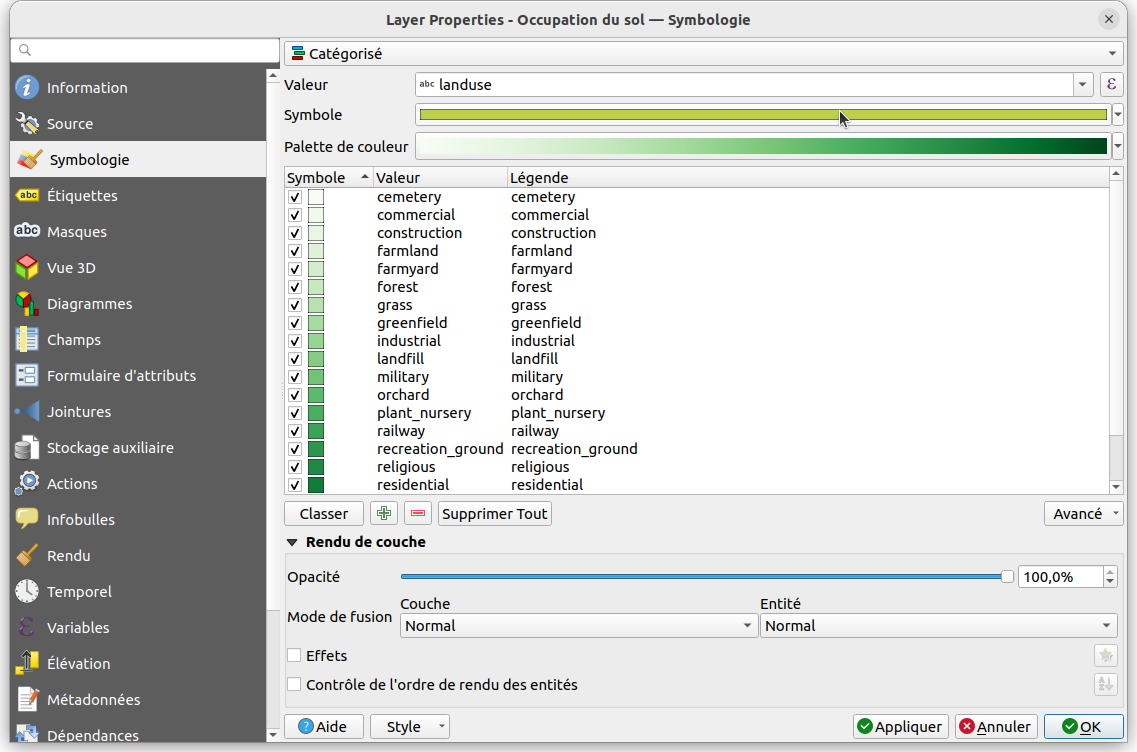 Layer Properties - Occupation du sol — Symbologie
Information
Source
Symbologie
abc Étiquettes
abc Masques
Vue 3D
Diagrammes
Champs
Formulaire d'attributs
Jointures
Stockage auxiliaire
Actions
Infobulles
Rendu
Temporel
Variables
Élévation
Métadonnées
Dépendances
Catégorisé
Valeur abc landuse ε
Symbole
Palette de couleur
Symbole Valeur Légende
cemetery cemetery
commercial commercial
construction construction
farmland farmland
farmyard farmyard
forest forest
grass grass
greenfield greenfield
industrial industrial
landfill landfill
military military
orchard orchard
plant_nursery plant_nursery
railway railway
recreation_ground recreation_ground
religious religious
residential residential
Classer Supprimer Tout Avancé
Rendu de couche
Opacité 100,0%
Couche Entité
Mode de fusion Normal Normal
Effets
Contrôle de l'ordre de rendu des entités
Aide Style Appliquer Annuler OK